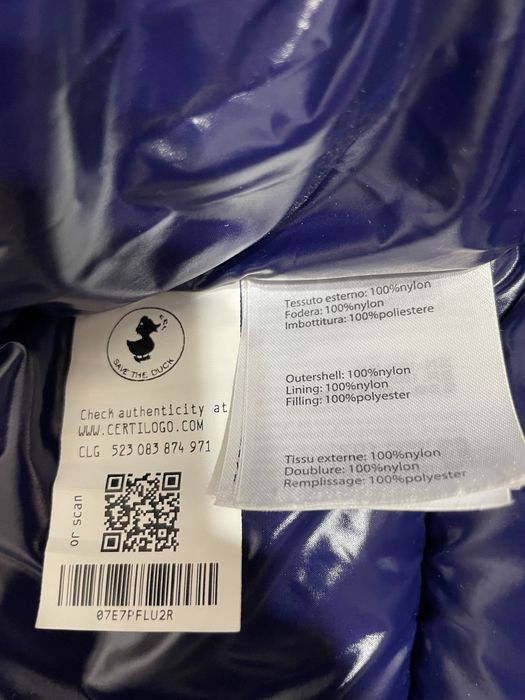 SAVE THE DUCK
Check authenticity at
WWW.CERTILOGO.COM
CLG 523 083 874 971
or scan
07E7PFLU2R
Tessuto esterno: 100%nylon
Fodera: 100%nylon
Imbottitura: 100%poliestere
Outershell: 100%nylon
Lining: 100%nylon
Filling: 100%polyester
Tissu externe: 100%nylon
Doublure: 100%nylon
Remplissage: 100%polyester